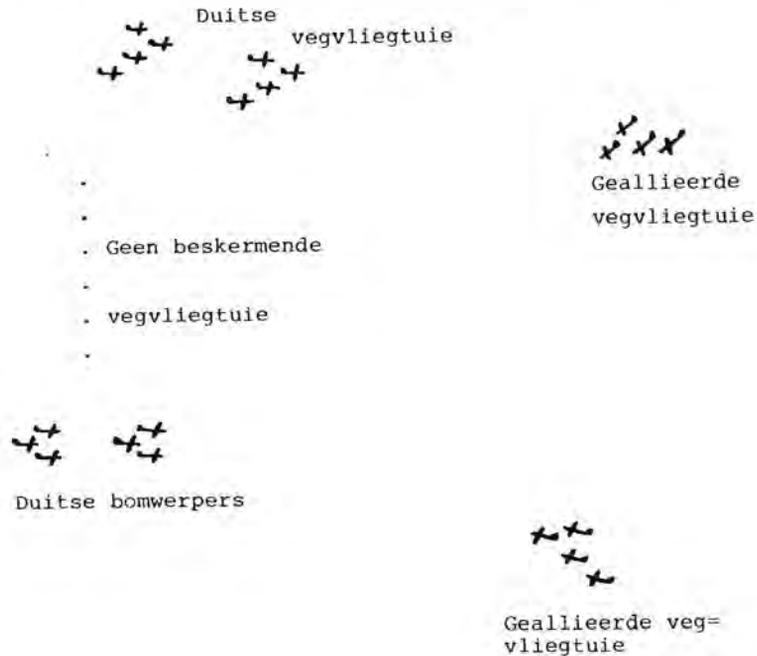 Duitse
vegvliegtuie
Geallieerde
vegvliegtuie
Geen beskermende
vegvliegtuie
Duitse bomwerpers
Geallieerde veg=
vliegtuie